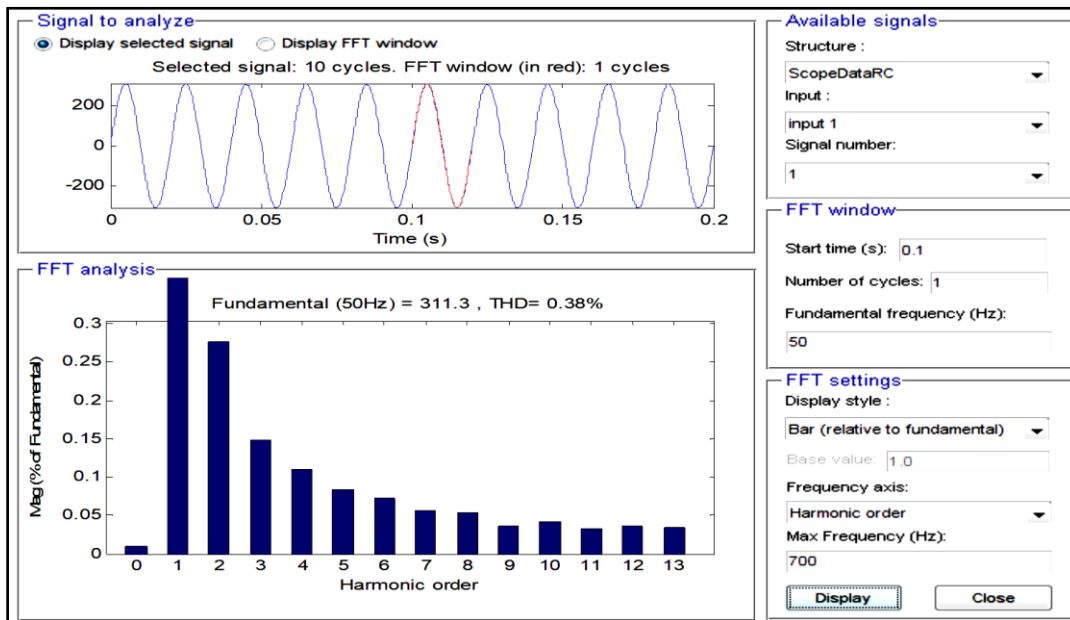 Signal to analyze
Display selected signal
Display FFT window
Selected signal: 10 cycles. FFT window (in red): 1 cycles
200
0
-200
0
0.05
0.1
0.15
0.2
Time (s)
FFT analysis
Fundamental (50Hz) = 311.3 , THD= 0.38%
0.3
0.25
0.2
0.15
0.1
0.05
0
Mag (% of Fundamental)
0 1 2 3 4 5 6 7 8 9 10 11 12 13
Harmonic order
Available signals
Structure :
ScopeDataRC
Input :
input 1
Signal number:
1
FFT window
Start time (s): 0.1
Number of cycles: 1
Fundamental frequency (Hz):
50
FFT settings
Display style :
Bar (relative to fundamental)
Base value: 1.0
Frequency axis:
Harmonic order
Max Frequency (Hz):
700
Display
Close